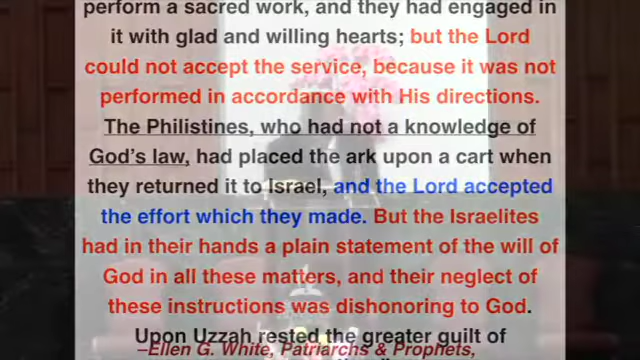 perform a sacred work, and they had engaged in
it with glad and willing hearts; but the Lord
could not accept the service, because it was not
performed in accordance with His directions.
The Philistines, who had not a knowledge of
God's law, had placed the ark upon a cart when
they returned it to Israel, and the Lord accepted
the effort which they made. But the Israelites
had in their hands a plain statement of the will of
God in all these matters, and their neglect of
these instructions was dishonoring to God.
Upon Uzzah rested the greater guilt of
–Ellen G. White, Patriarchs & Prophets,